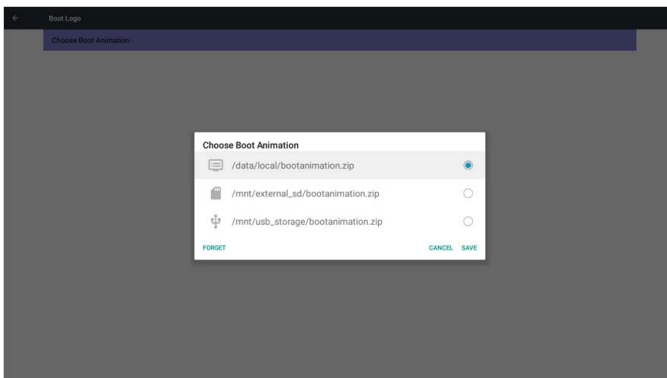 Boot Logo
Choose Boot Animation
Choose Boot Animation
/data/local/bootanimation.zip
/mnt/external_sd/bootanimation.zip
/mnt/usb_storage/bootanimation.zip
FORGET CANCEL SAVE